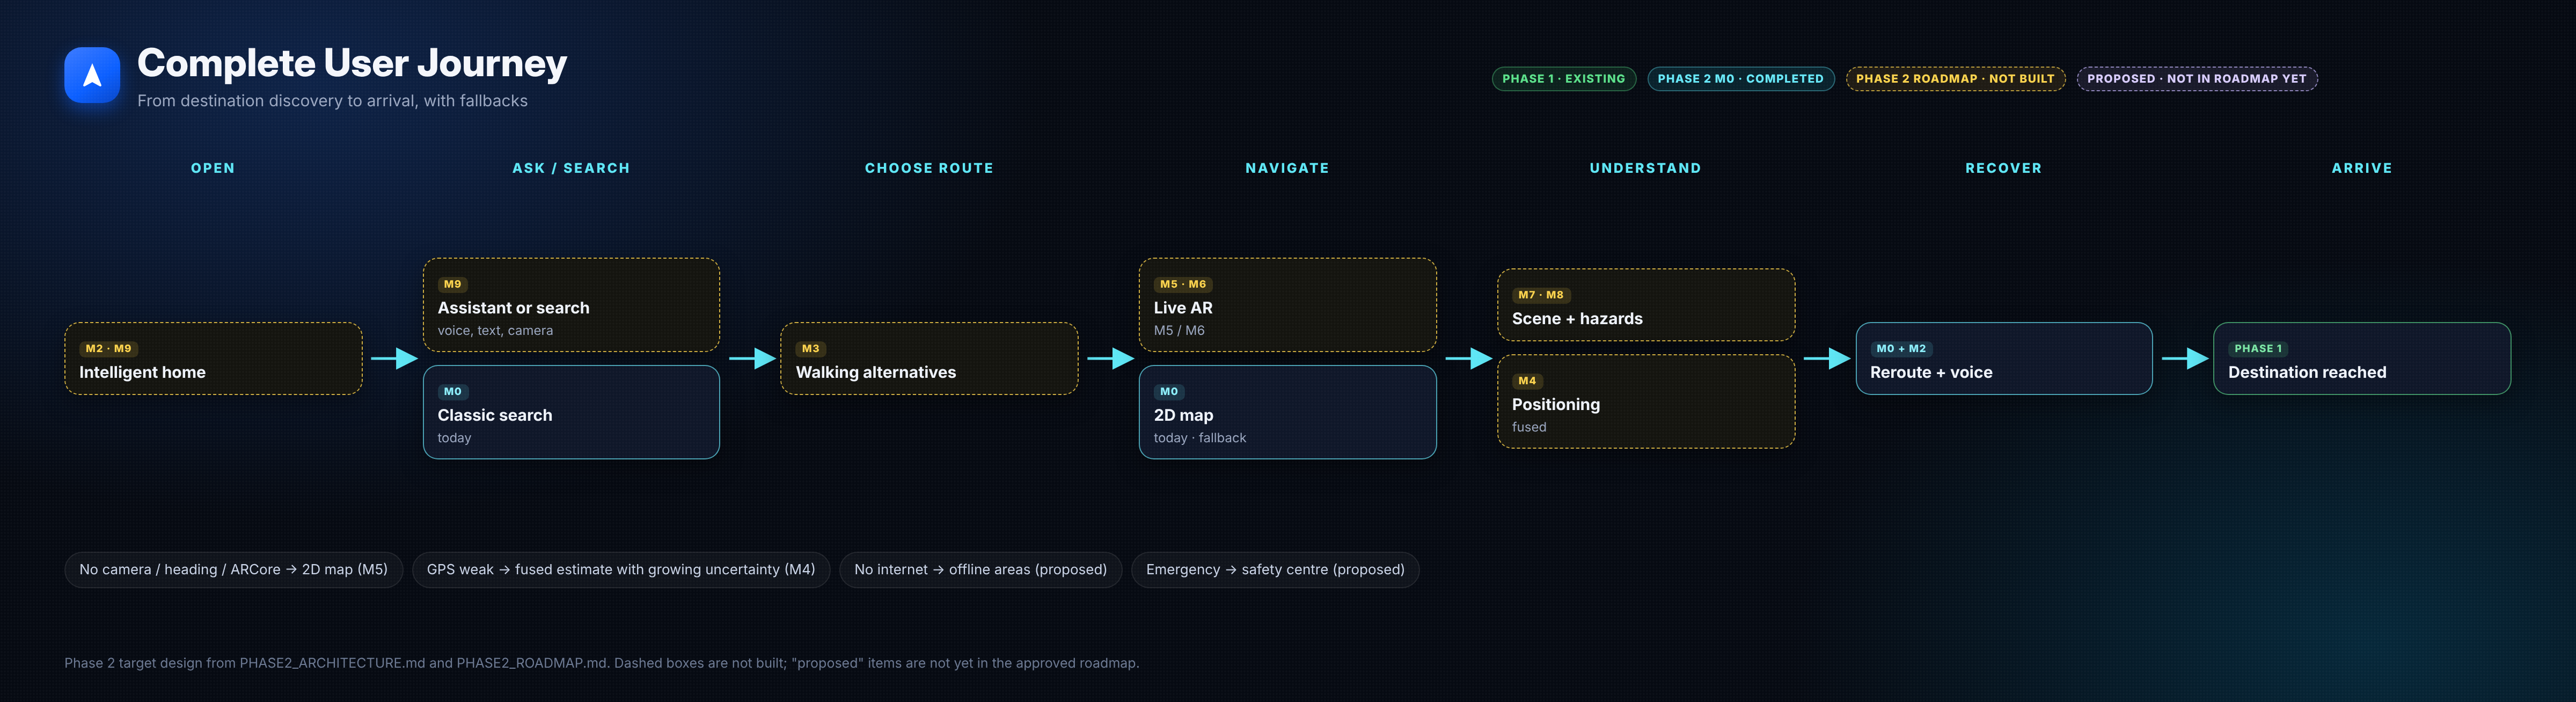 Complete User Journey
From destination discovery to arrival, with fallbacks
PHASE 1 · EXISTING
PHASE 2 M0 · COMPLETED
PHASE 2 ROADMAP · NOT BUILT
PROPOSED · NOT IN ROADMAP YET
OPEN
ASK / SEARCH
CHOOSE ROUTE
NAVIGATE
UNDERSTAND
RECOVER
ARRIVE
M2 · M9
Intelligent home
M9
Assistant or search
voice, text, camera
M0
Classic search
today
M3
Walking alternatives
M5 · M6
Live AR
M5 / M6
M0
2D map
today · fallback
M7 · M8
Scene + hazards
M4
Positioning
fused
M0 + M2
Reroute + voice
PHASE 1
Destination reached
No camera / heading / ARCore → 2D map (M5)
GPS weak → fused estimate with growing uncertainty (M4)
No internet → offline areas (proposed)
Emergency → safety centre (proposed)
Phase 2 target design from PHASE2_ARCHITECTURE.md and PHASE2_ROADMAP.md. Dashed boxes are not built; "proposed" items are not yet in the approved roadmap.